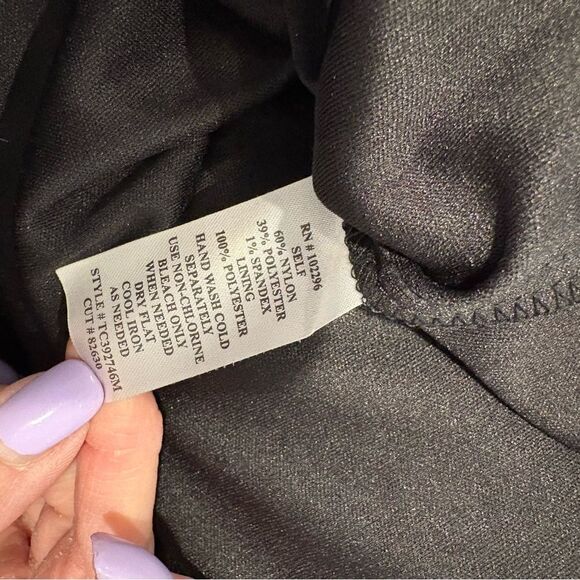 RN # 102296
SELF
60% NYLON
39% POLYESTER
1% SPANDEX
LINING
100% POLYESTER
HAND WASH COLD
SEPARATELY
USE NON-CHLORINE
BLEACH ONLY
WHEN NEEDED
DRY FLAT
COOL IRON
AS NEEDED
STYLE # TC392746M
CUT # 82630